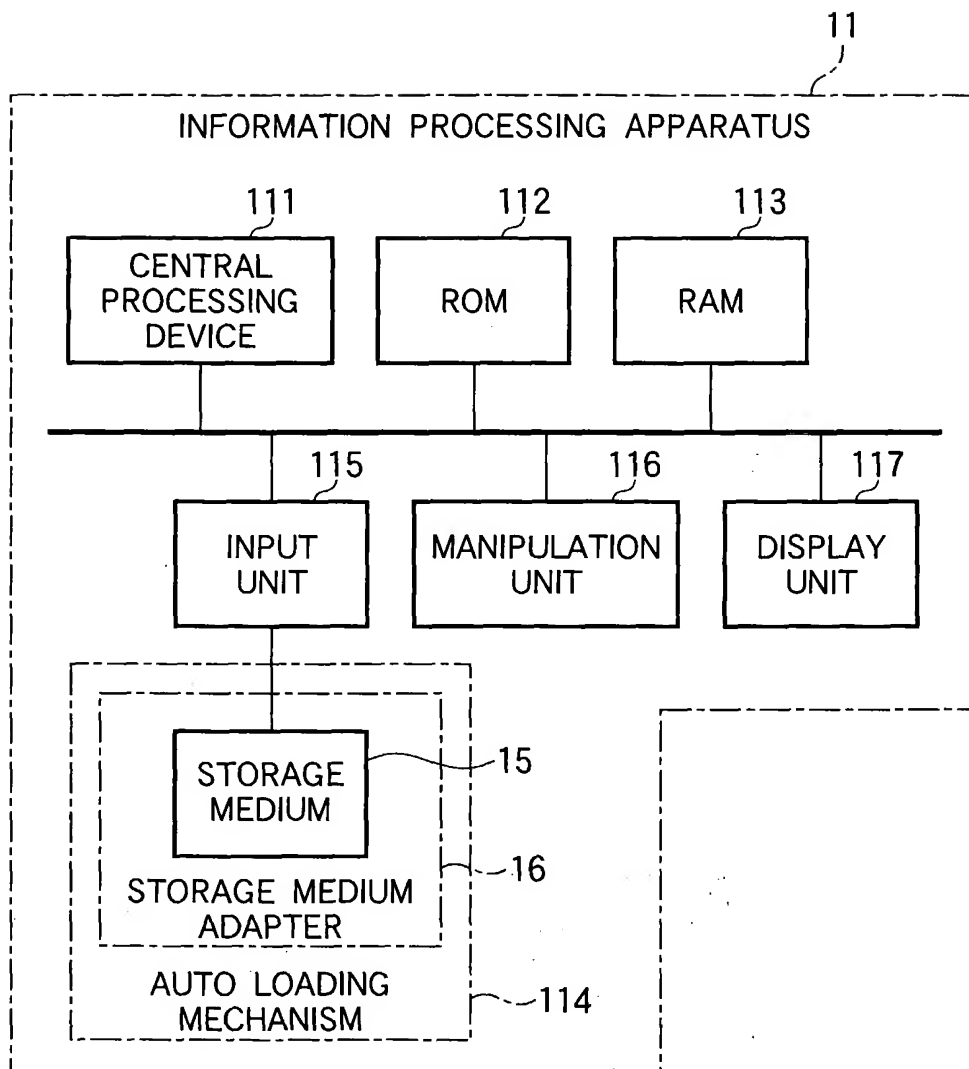 11
INFORMATION PROCESSING APPARATUS
111
112
113
CENTRAL
PROCESSING
DEVICE
ROM
RAM
115
116
117
INPUT
UNIT
MANIPULATION
UNIT
DISPLAY
UNIT
STORAGE
MEDIUM
15
STORAGE MEDIUM
ADAPTER
16
AUTO LOADING
MECHANISM
114